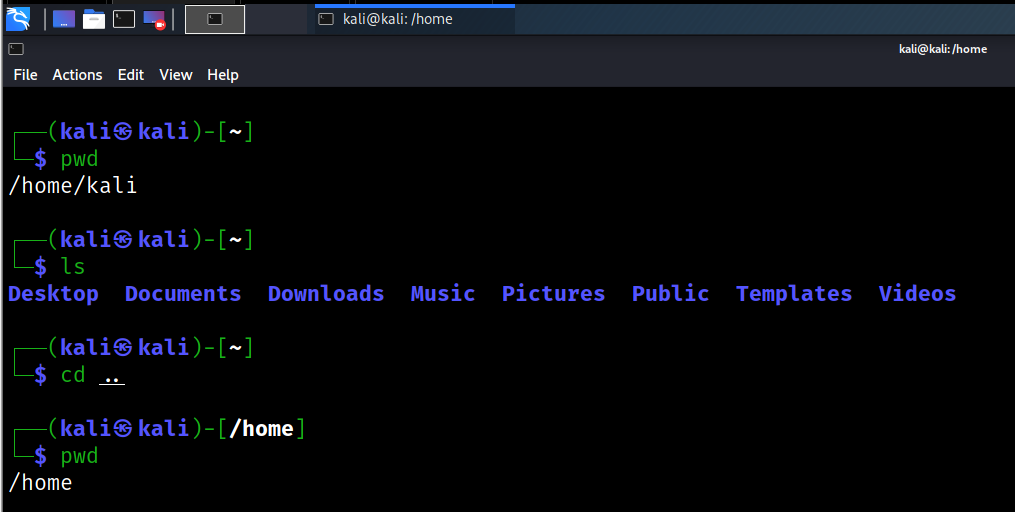 kali@kali: /home
kali@kali: /home
File Actions Edit View Help
┌──(kali㉿kali)-[~]
└─$ pwd
/home/kali
┌──(kali㉿kali)-[~]
└─$ ls
Desktop Documents Downloads Music Pictures Public Templates Videos
┌──(kali㉿kali)-[~]
└─$ cd ..
┌──(kali㉿kali)-[/home]
└─$ pwd
/home